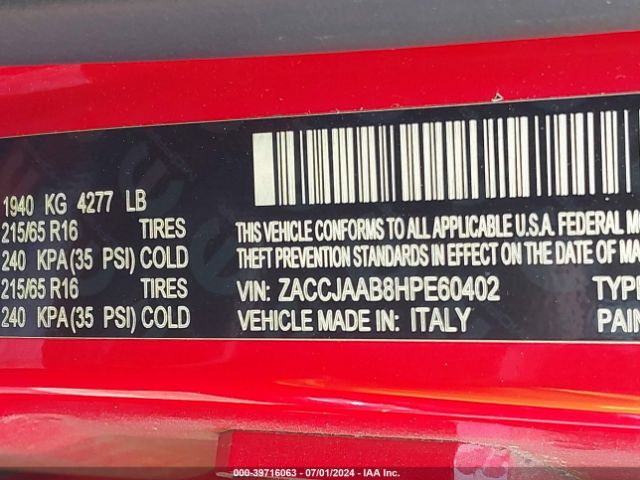 1940 KG 4277 LB
215/65 R16 TIRES
240 KPA(35 PSI) COLD
215/65 R16 TIRES
240 KPA(35 PSI) COLD
THIS VEHICLE CONFORMS TO ALL APPLICABLE U.S.A. FEDERAL M
THEFT PREVENTION STANDARDS IN EFFECT ON THE DATE OF MA
VIN: ZACCJAAB8HPE60402 TYP
VEHICLE MADE IN: ITALY PAIN
000-39716063 - 07/01/2024 - IAA Inc.